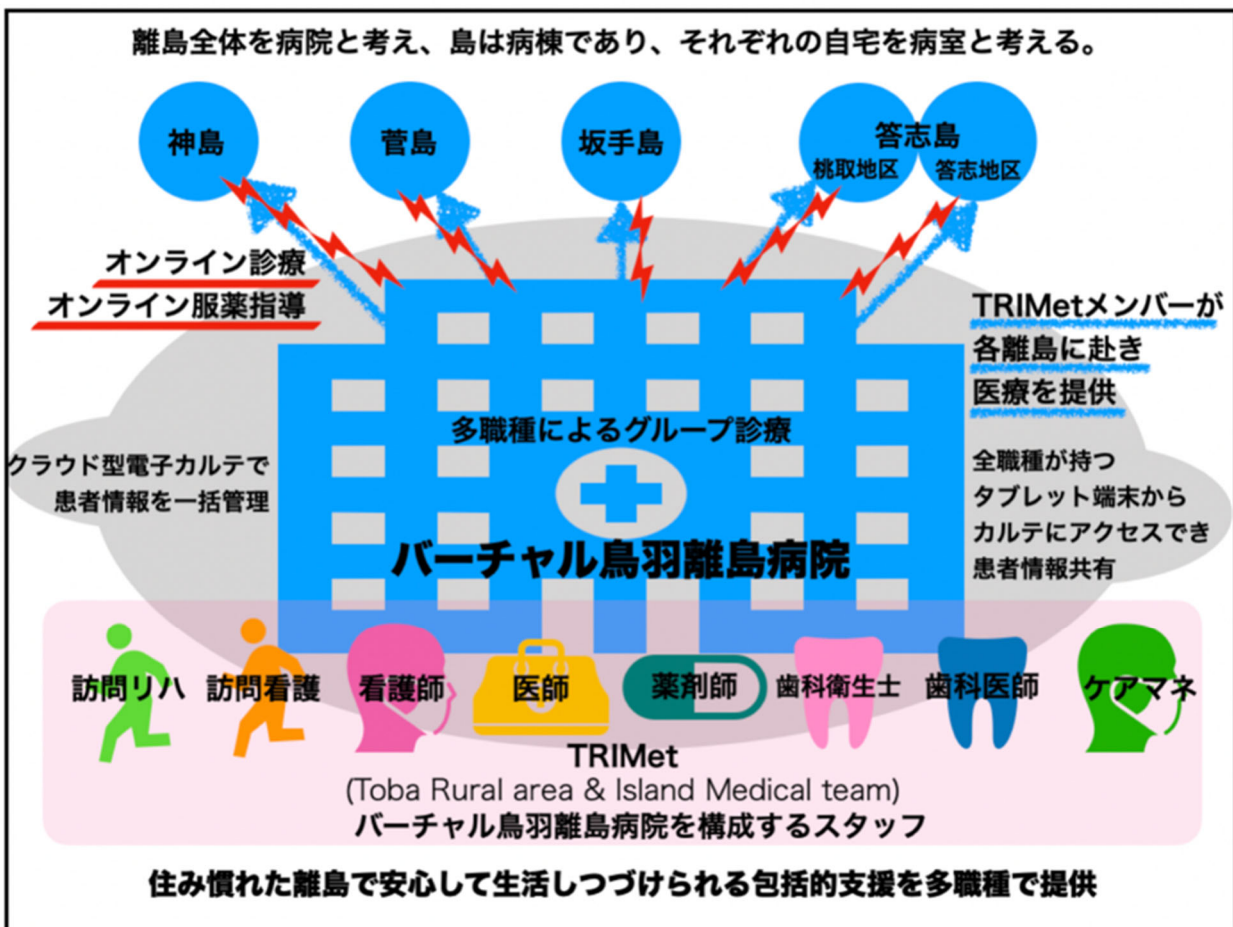 離島全体を病院と考え、島は病棟であり、それぞれの自宅を病室と考える。
神島
菅島
坂手島
答志島
桃取地区
答志地区
オンライン診療
オンライン服薬指導
TRIMetメンバーが
各離島に赴き
医療を提供
多職種によるグループ診療
クラウド型電子カルテで
患者情報を一括管理
全職種が持つ
タブレット端末から
カルテにアクセスでき
患者情報共有
バーチャル鳥羽離島病院
訪問リハ
訪問看護
看護師
医師
薬剤師
歯科衛生士
歯科医師
ケアマネ
TRIMet
(Toba Rural area & Island Medical team)
バーチャル鳥羽離島病院を構成するスタッフ
住み慣れた離島で安心して生活しつづけられる包括的支援を多職種で提供